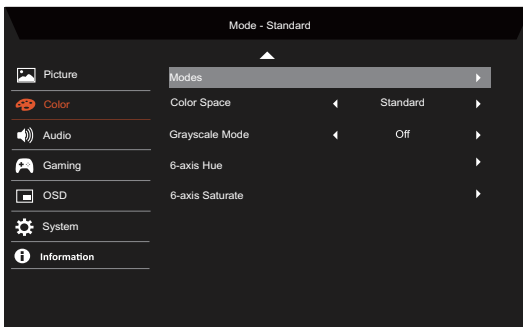 Mode - Standard
Picture
Color
Audio
Gaming
OSD
System
Information
Modes
Color Space Standard
Grayscale Mode Off
6-axis Hue
6-axis Saturate